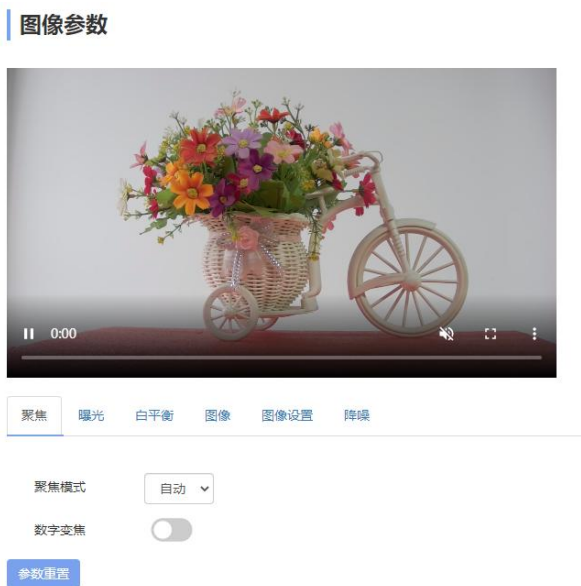 图像参数
0:00
聚焦 曝光 白平衡 图像 图像设置 降噪
聚焦模式 自动
数字变焦
参数重置